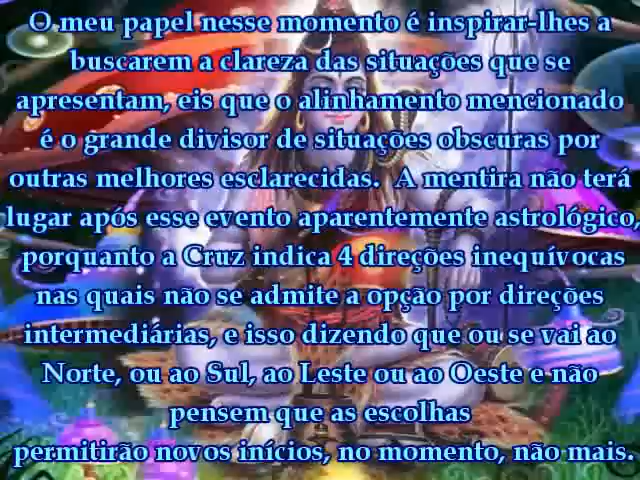 O meu papel nesse momento é inspirar-lhes a
buscarem a clareza das situações que se
apresentam, eis que o alinhamento mencionado
é o grande divisor de situações obscuras por
outras melhores esclarecidas. A mentira não terá
lugar após esse evento aparentemente astrológico,
porquanto a Cruz indica 4 direções inequívocas
nas quais não se admite a opção por direções
intermediárias, e isso dizendo que ou se vai ao
Norte, ou ao Sul, ao Leste ou ao Oeste e não
pensem que as escolhas
permitirão novos inícios, no momento, não mais.